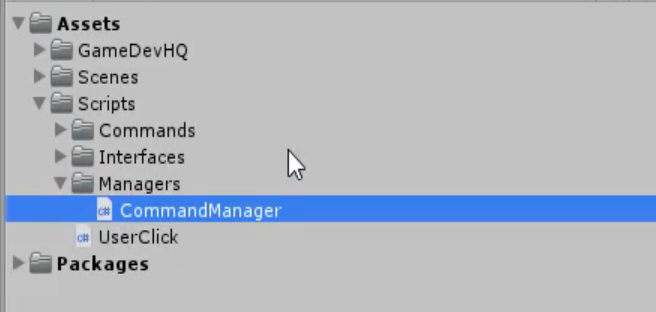 Assets
GameDevHQ
Scenes
Scripts
Commands
Interfaces
Managers
c# CommandManager
c# UserClick
Packages